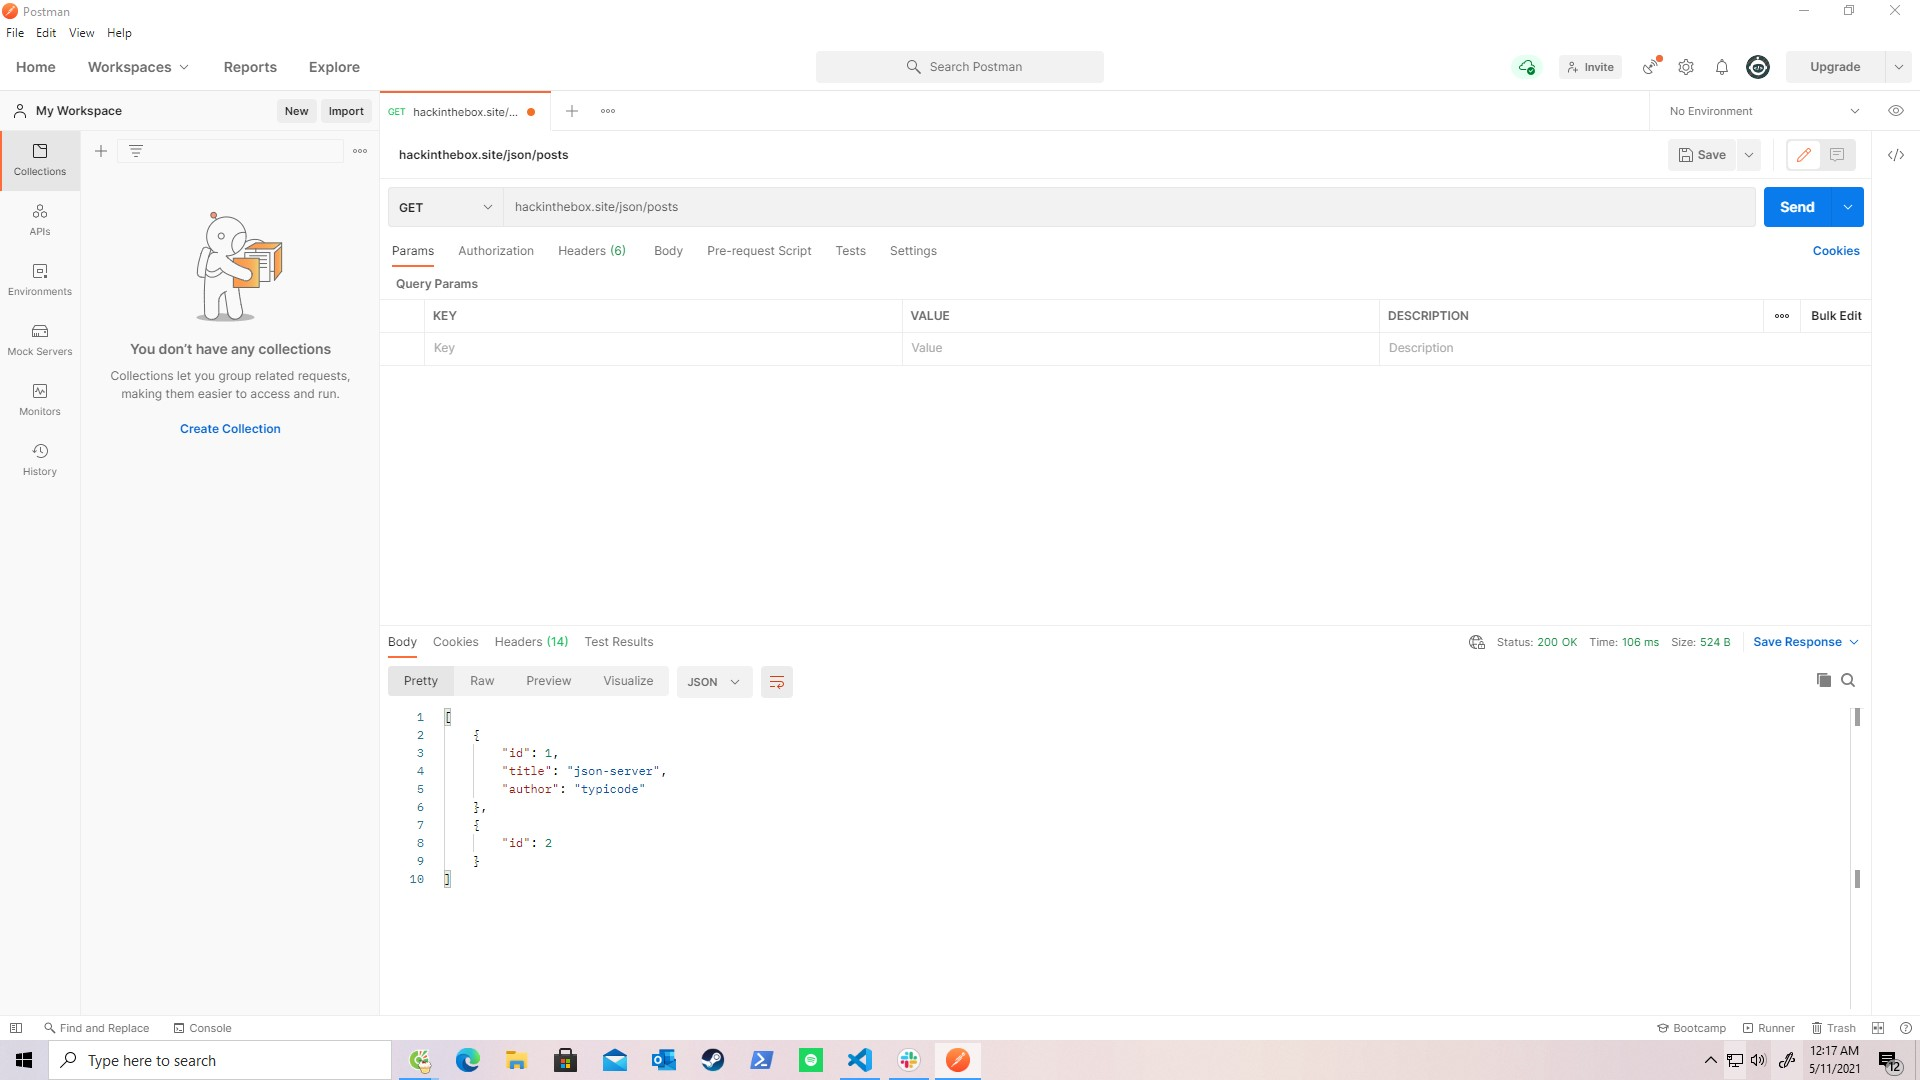 Postman
File Edit View Help
Home Workspaces Reports Explore
Search Postman
Invite
Upgrade
My Workspace
New Import
GET hackinthebox.site/...
No Environment
Collections
hackinthebox.site/json/posts
Save
GET hackinthebox.site/json/posts
Send
APIs
Params Authorization Headers (6) Body Pre-request Script Tests Settings
Cookies
Environments
Query Params
KEY VALUE DESCRIPTION
Bulk Edit
Key Value Description
Mock Servers
You don't have any collections
Collections let you group related requests,
making them easier to access and run.
Create Collection
Monitors
History
Body Cookies Headers (14) Test Results
Status: 200 OK Time: 106 ms Size: 524 B
Save Response
Pretty Raw Preview Visualize
JSON
1 [
2 {
3 "id": 1,
4 "title": "json-server",
5 "author": "typicode"
6 },
7 {
8 "id": 2
9 }
10 ]
Find and Replace Console
Bootcamp Runner Trash
Type here to search
12:17 AM
5/11/2021
12